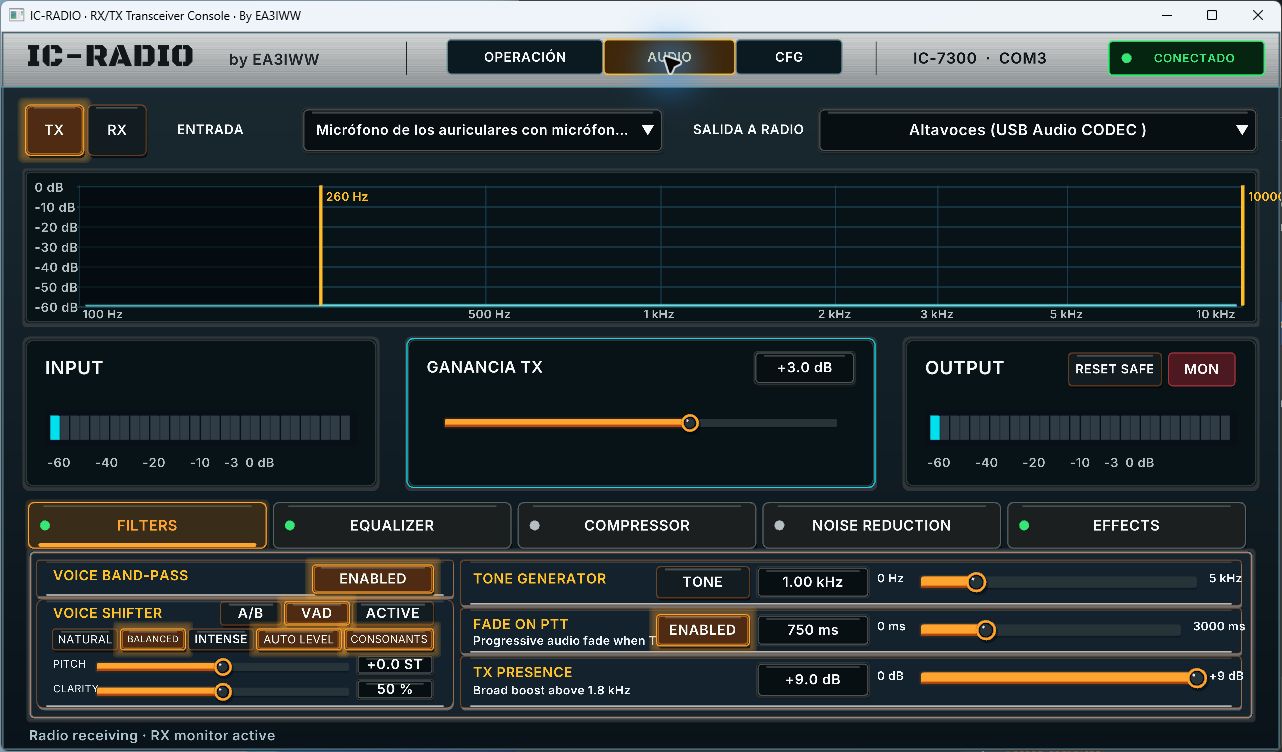 IC-RADIO · RX/TX Transceiver Console · By EA3IWW
IC-RADIO by EA3IWW OPERACIÓN AUDIO CFG IC-7300 · COM3 CONECTADO
TX RX ENTRADA Micrófono de los auriculares con micrófon... SALIDA A RADIO Altavoces (USB Audio CODEC )
0 dB
260 Hz 10000
-10 dB
-20 dB
-30 dB
-40 dB
-50 dB
-60 dB
100 Hz 500 Hz 1 kHz 2 kHz 3 kHz 5 kHz 10 kHz
INPUT
-60 -40 -20 -10 -3 0 dB
GANANCIA TX +3.0 dB
OUTPUT RESET SAFE MON
-60 -40 -20 -10 -3 0 dB
FILTERS EQUALIZER COMPRESSOR NOISE REDUCTION EFFECTS
VOICE BAND-PASS ENABLED
VOICE SHIFTER A/B VAD ACTIVE
NATURAL BALANCED INTENSE AUTO LEVEL CONSONANTS
PITCH +0.0 ST
CLARITY 50 %
TONE GENERATOR TONE 1.00 kHz 0 Hz 5 kHz
FADE ON PTT ENABLED 750 ms 0 ms 3000 ms
Progressive audio fade when T
TX PRESENCE +9.0 dB 0 dB +9 dB
Broad boost above 1.8 kHz
Radio receiving · RX monitor active